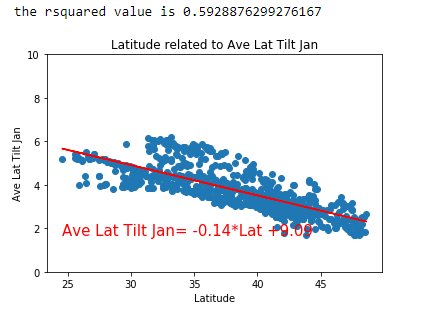 the rsquared value is 0.5928876299276167
Latitude related to Ave Lat Tilt Jan
10
8
6
4
2
0
Ave Lat Tilt Jan
Ave Lat Tilt Jan= -0.14*Lat +9.09
25 30 35 40 45
Latitude